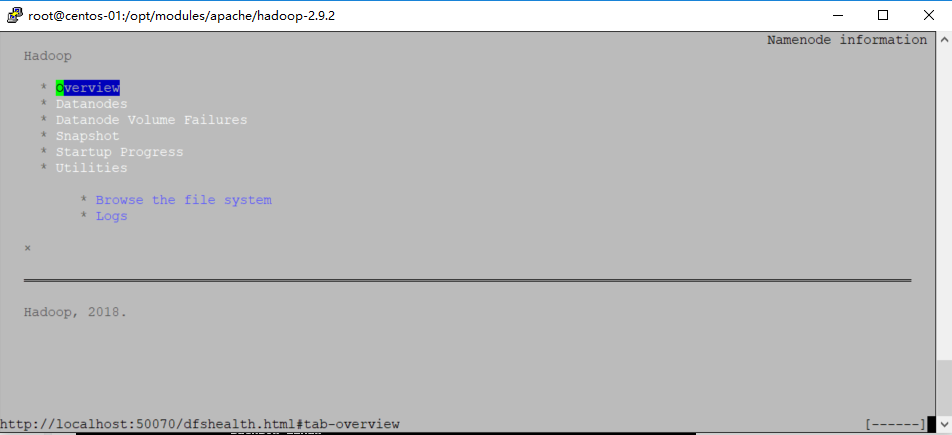 root@centos-01:/opt/modules/apache/hadoop-2.9.2
Namenode information
Hadoop
* Overview
* Datanodes
* Datanode Volume Failures
* Snapshot
* Startup Progress
* Utilities
* Browse the file system
* Logs
×
Hadoop, 2018.
http://localhost:50070/dfshealth.html#tab-overview [------]